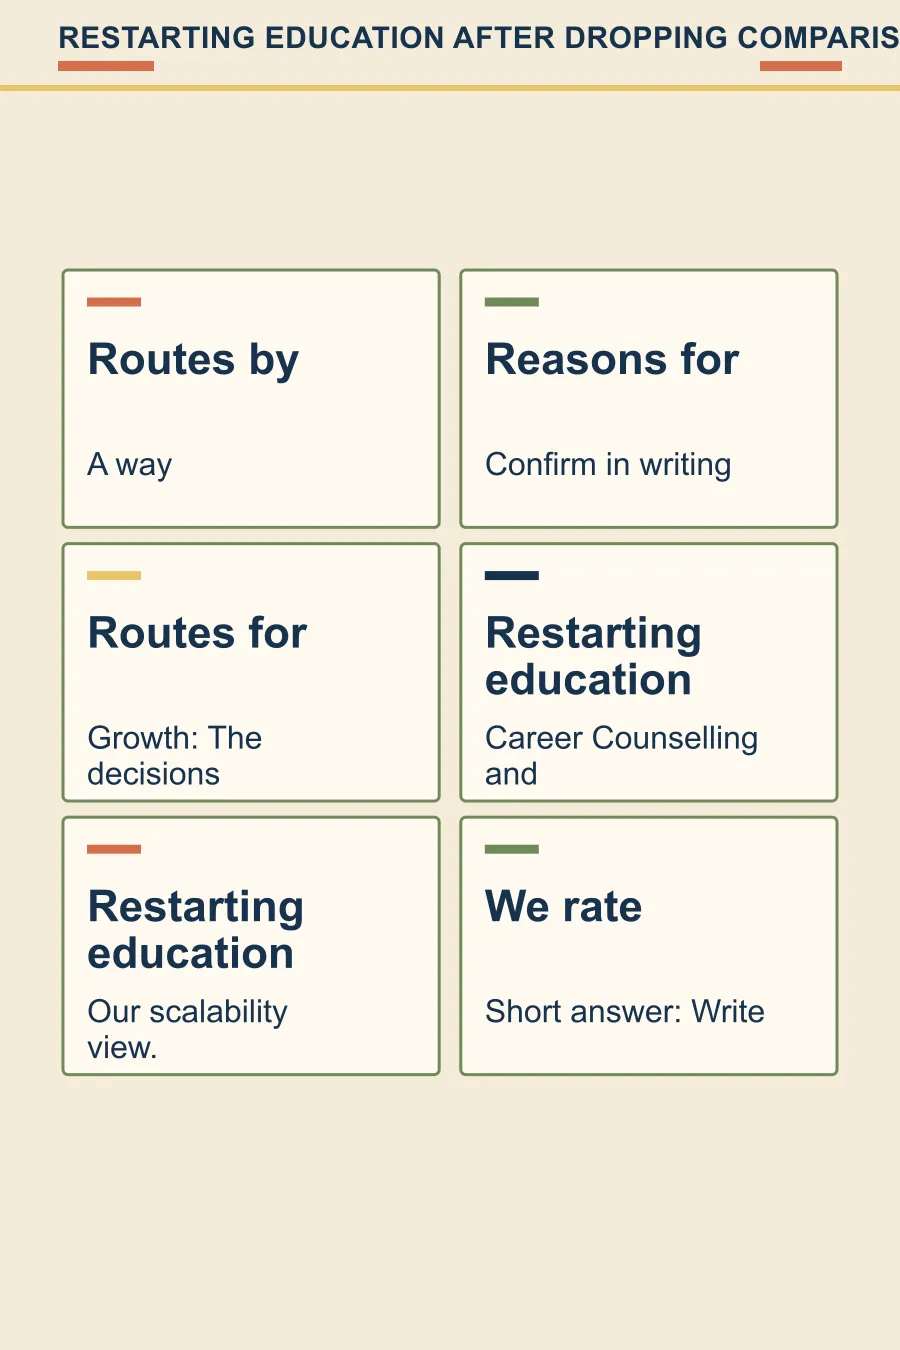 RESTARTING EDUCATION AFTER DROPPING COMPARIS
Routes by
A way
Reasons for
Confirm in writing
Routes for
Growth: The
decisions
Restarting
education
Career Counselling
and
Restarting
education
Our scalability
view.
We rate
Short answer: Write